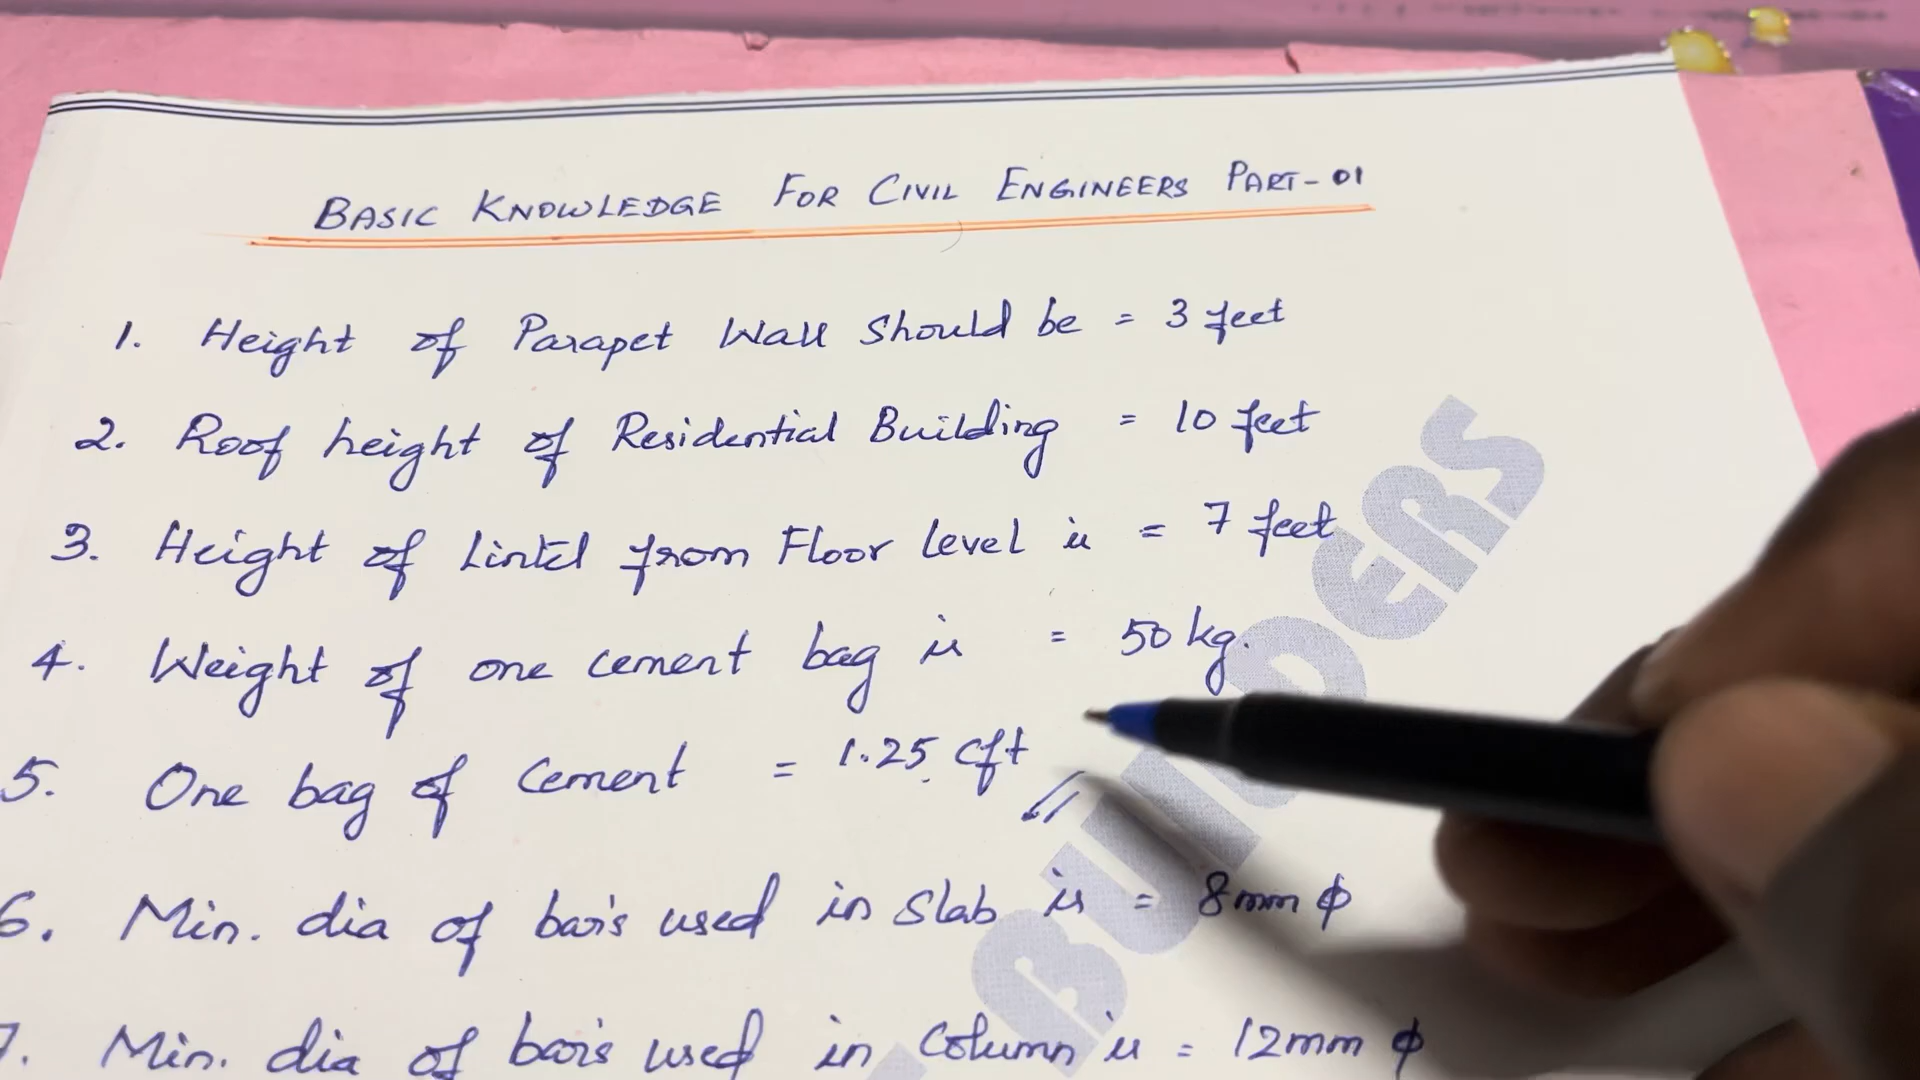 BASIC KNOWLEDGE FOR CIVIL ENGINEERS PART-01
1. Height of Parapet Wall Should be = 3 feet
2. Roof height of Residential Building = 10 feet
3. Height of Lintel from Floor level is = 7 feet
4. Weight of one cement bag is = 50 kg.
5. One bag of Cement = 1.25 cft
6. Min. dia of bar's used in Slab is = 8mm ϕ
7. Min. dia of bar's used in Column is = 12mm ϕ
BUILDERS